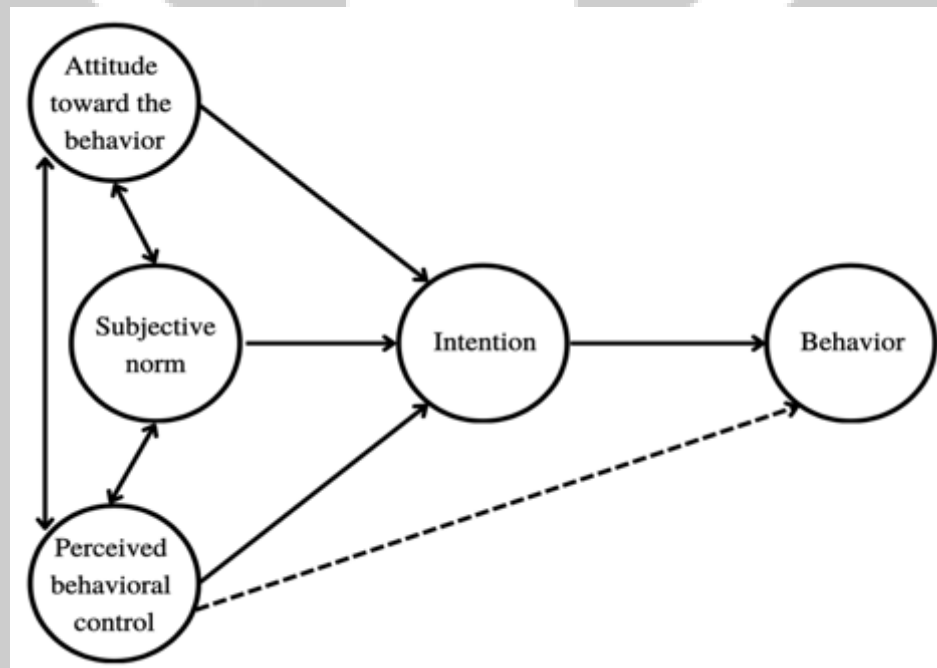 Attitude
toward the
behavior
Subjective
norm
Intention
Behavior
Perceived
behavioral
control